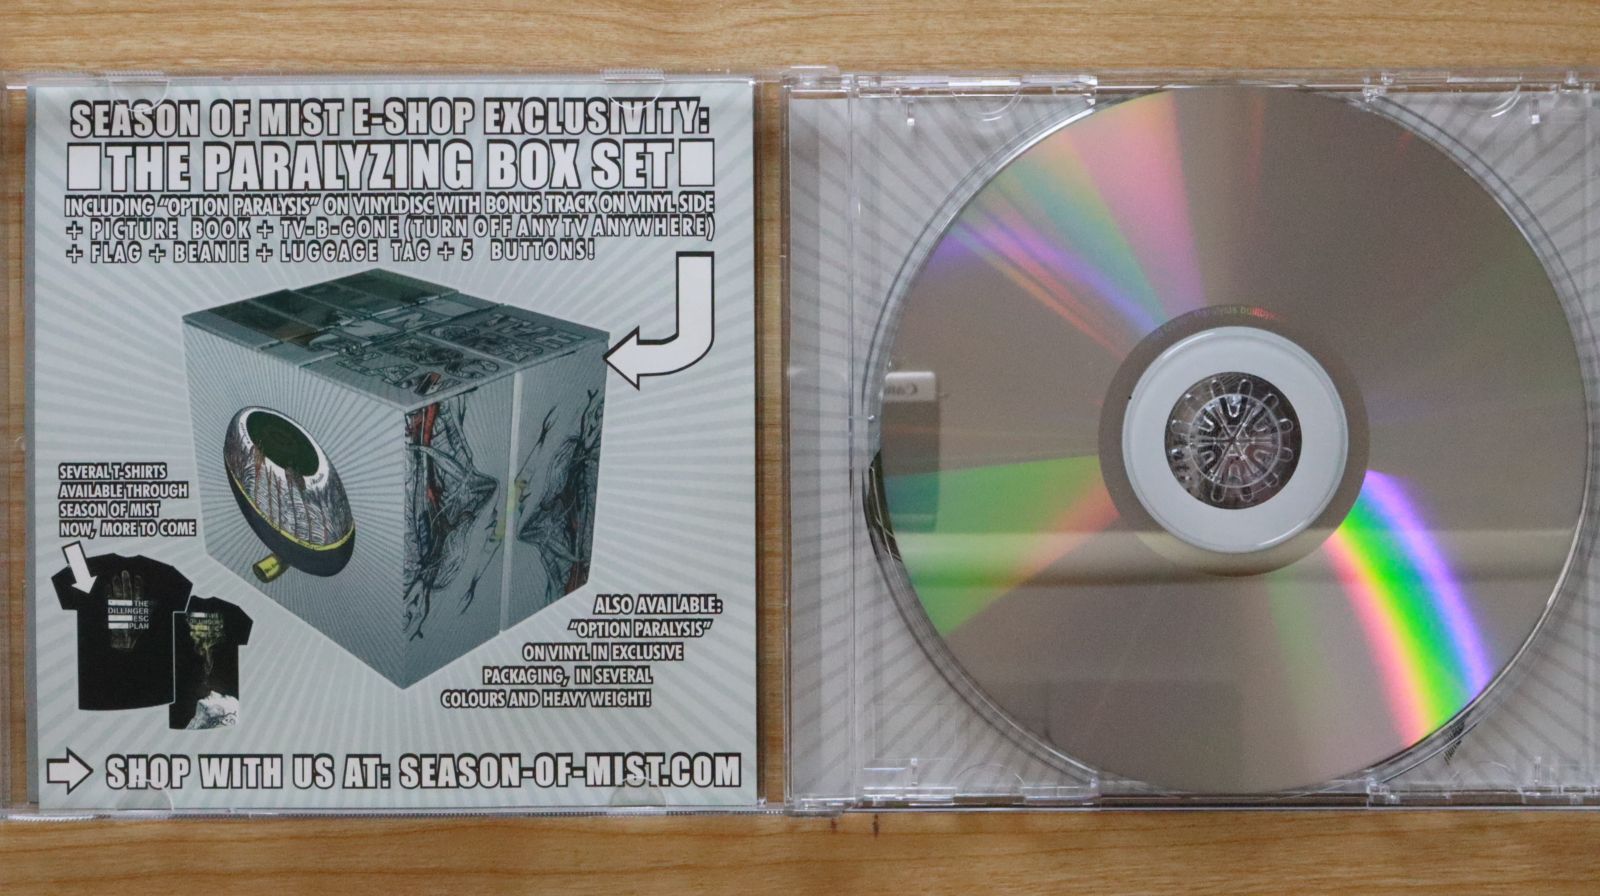 SEASON OF MIST E-SHOP EXCLUSIVITY:
THE PARALYZING BOX SET
INCLUDING "OPTION PARALYSIS" ON VINYLDISC WITH BONUS TRACK ON VINYL SIDE
+ PICTURE BOOK + TV-B-GONE (TURN OFF ANY TV ANYWHERE)
+ FLAG + BEANIE + LUGGAGE TAG + 5 BUTTONS!
SEVERAL T-SHIRTS
AVAILABLE THROUGH
SEASON OF MIST
NOW, MORE TO COME
THE
DILLINGER
ESC
PLAN
ALSO AVAILABLE:
"OPTION PARALYSIS"
ON VINYL IN EXCLUSIVE
PACKAGING, IN SEVERAL
COLOURS AND HEAVY WEIGHT!
SHOP WITH US AT: SEASON-OF-MIST.COM